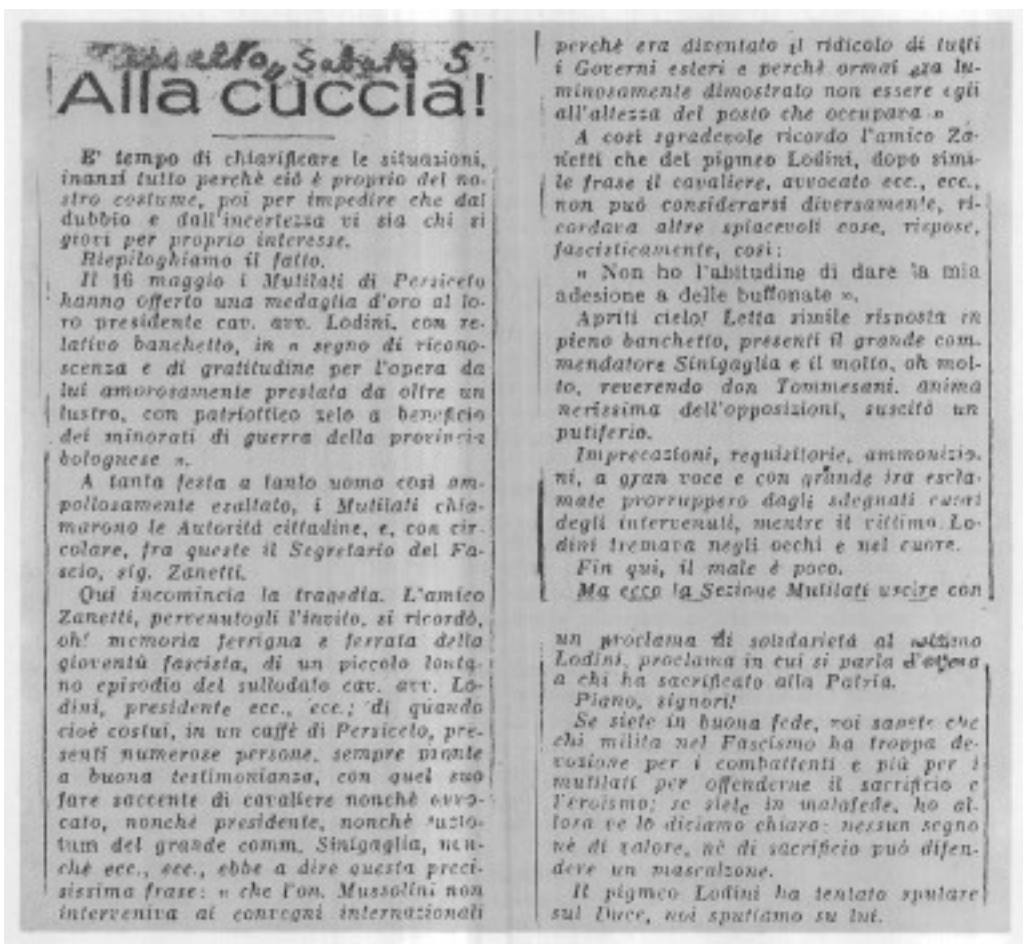 Sabato 5
Alla cuccia!
E' tempo di chiarificare le situazioni,
inanzi tutto perchè ciò è proprio del no-
stro costume, poi per impedire che dal
dubbio e dall'incertezza vi sia chi si
giovi per proprio interesse.
Riepiloghiamo il fatto.
Il 16 maggio i Mutilati di Persiceto
hanno offerto una medaglia d'oro al lo-
ro presidente cav. avv. Lodini, con re-
lativo banchetto, in « segno di ricono-
scenza e di gratitudine per l'opera da
lui amorosamente prestata da oltre un
lustro, con patriottico zelo a beneficio
dei minorati di guerra della provincia
bolognese ».
A tanta festa a tanto uomo così am-
pollosamente esaltato, i Mutilati chia-
marono le Autorità cittadine, e, con cir-
colare, fra queste il Segretario del Fa-
scio, sig. Zanetti.
Qui incomincia la tragedia. L'amico
Zanetti, pervenutogli l'invito, si ricordò,
oh! memoria ferrigna e ferrata della
gioventù fascista, di un piccolo lonta-
no episodio del sullodato cav. avv. Lo-
dini, presidente ecc., ecc.; di quando
cioè costui, in un caffè di Persiceto, pre-
senti numerose persone, sempre pronte
a buona testimonianza, con quel suo
fare saccente di cavaliere nonchè avvo-
cato, nonchè presidente, nonchè factotum
del grande comm. Sinigaglia, non-
chè ecc., ecc., ebbe a dire questa preci-
sissima frase: « che l'on. Mussolini non
interveniva ai convegni internazionali
perchè era diventato il ridicolo di tutti
i Governi esteri e perchè ormai era lu-
minosamente dimostrato non essere egli
all'altezza del posto che occupava »
A così sgradevole ricordo l'amico Za-
netti che del pigmeo Lodini, dopo simi-
le frase il cavaliere, avvocato ecc., ecc.,
non può considerarsi diversamente, ri-
cordava altre spiacevoli cose, rispose,
fascisticamente, così:
« Non ho l'abitudine di dare la mia
adesione a delle buffonate ».
Apriti cielo! Letta simile risposta in
pieno banchetto, presenti il grande com-
mendatore Sinigaglia e il molto, oh mol-
to, reverendo don Tommesani, anima
nerissima dell'opposizioni, suscitò un
putiferio.
Imprecazioni, requisitorie, ammonizio-
ni, a gran voce e con grande ira escla-
mate proruppero dagli sdegnati cuori
degli intervenuti, mentre il vittimo Lo-
dini tremava negli occhi e nel cuore.
Fin qui, il male è poco.
Ma ecco la Sezione Mutilati uscire con
un proclama di solidarietà al vittimo
Lodini, proclama in cui si parla d'offesa
a chi ha sacrificato alla Patria.
Piano, signori!
Se siete in buona fede, voi sapete che
chi milita nel Fascismo ha troppa de-
vozione per i combattenti e più per i
mutilati per offenderne il sacrificio e
l'eroismo; se siete in malafede, ho al-
lora ve lo diciamo chiaro: nessun segno
nè di valore, nè di sacrificio può difen-
dere un mascalzone.
Il pigmeo Lodini ha tentato sputare
sul Duce, noi sputiamo su lui.